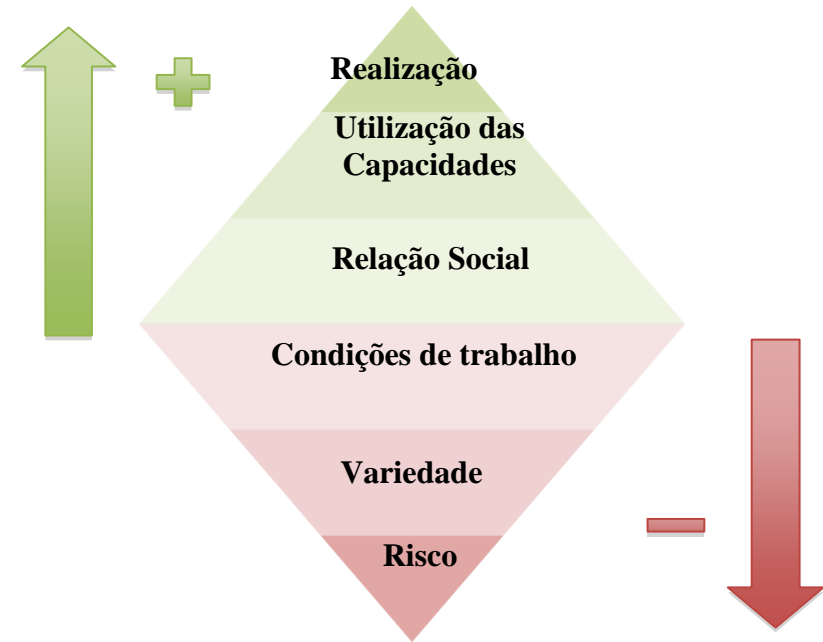 Realização
Utilização das
Capacidades
Relação Social
Condições de trabalho
Variedade
Risco